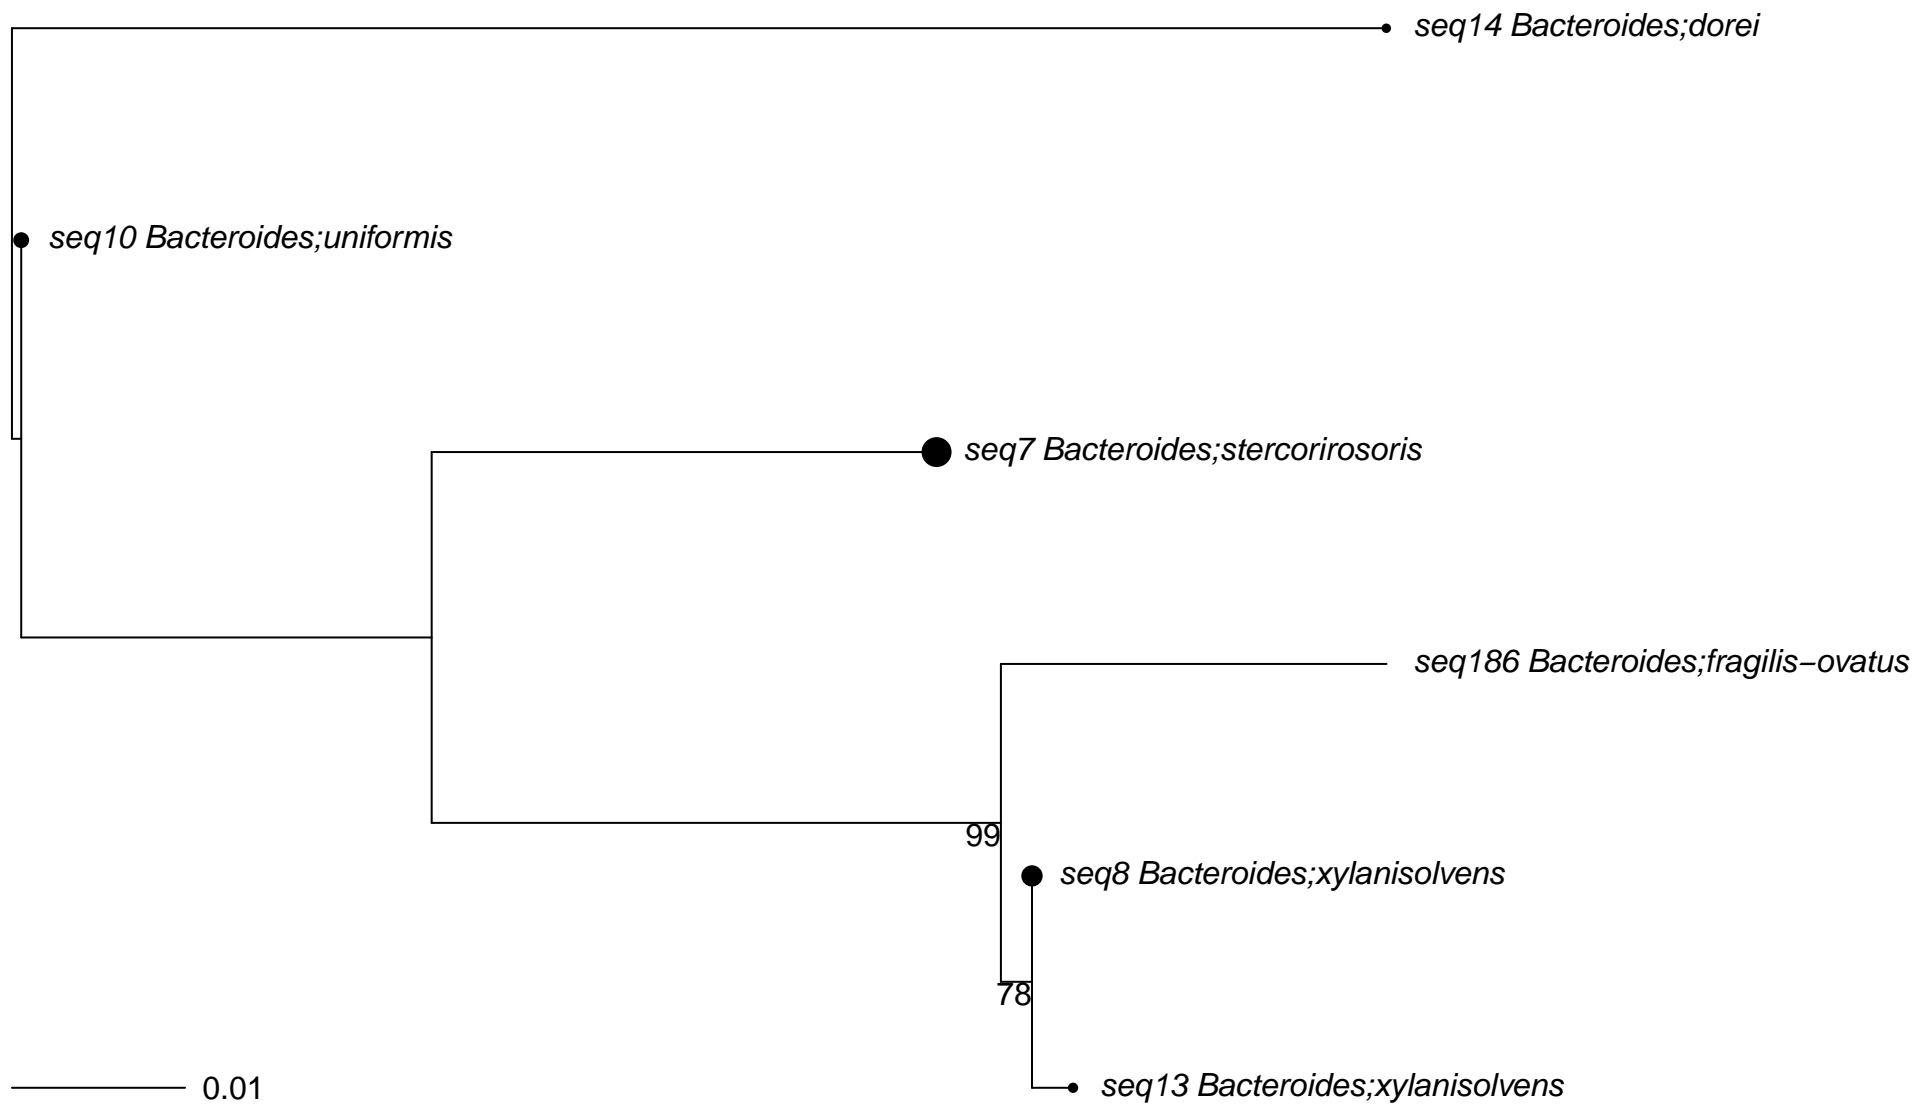 seq14 Bacteroides;dorei
seq10 Bacteroides;uniformis
seq7 Bacteroides;stercorirosoris
seq186 Bacteroides;fragilis−ovatus
99
seq8 Bacteroides;xylanisolvens
78
seq13 Bacteroides;xylanisolvens
0.01